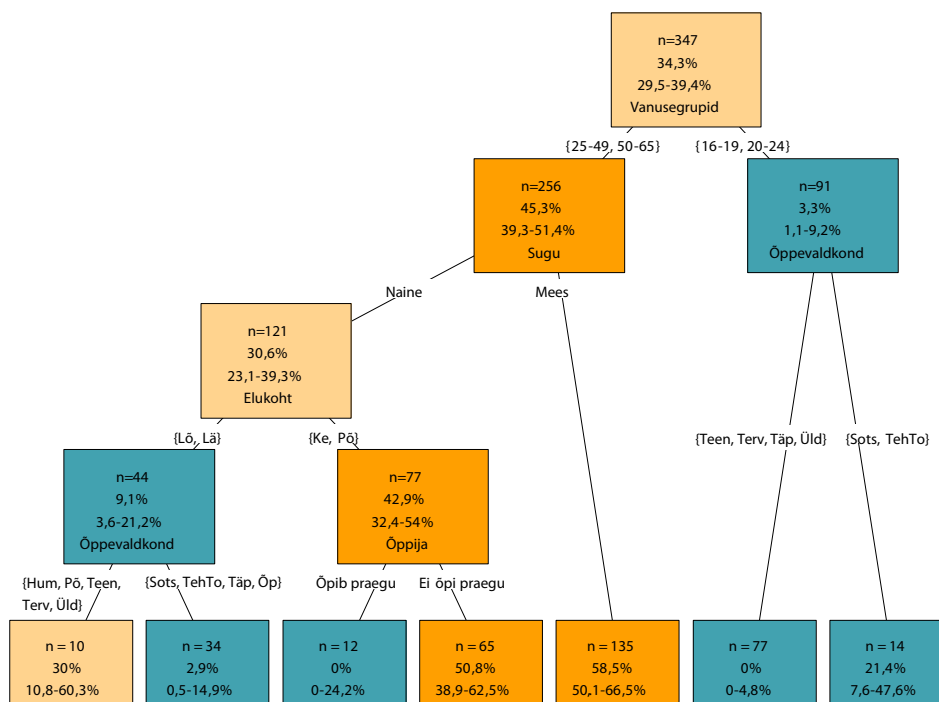 n=347
34,3%
29,5-39,4%
Vanusegrupid
{25-49, 50-65}
{16-19, 20-24}
n=256
45,3%
39,3-51,4%
Sugu
n=91
3,3%
1,1-9,2%
Õppevaldkond
Naine
Mees
n=121
30,6%
23,1-39,3%
Elukoht
{Lõ, Lä}
{Ke, Põ}
{Teen, Terv, Täp, Üld}
{Sots, TehTo}
n=44
9,1%
3,6-21,2%
Õppevaldkond
n=77
42,9%
32,4-54%
Õppija
{Hum, Põ, Teen,
Terv, Üld}
{Sots, TehTo, Täp, Õp}
Õpib praegu
Ei õpi praegu
n = 10
30%
10,8-60,3%
n = 34
2,9%
0,5-14,9%
n = 12
0%
0-24,2%
n = 65
50,8%
38,9-62,5%
n = 135
58,5%
50,1-66,5%
n = 77
0%
0-4,8%
n = 14
21,4%
7,6-47,6%